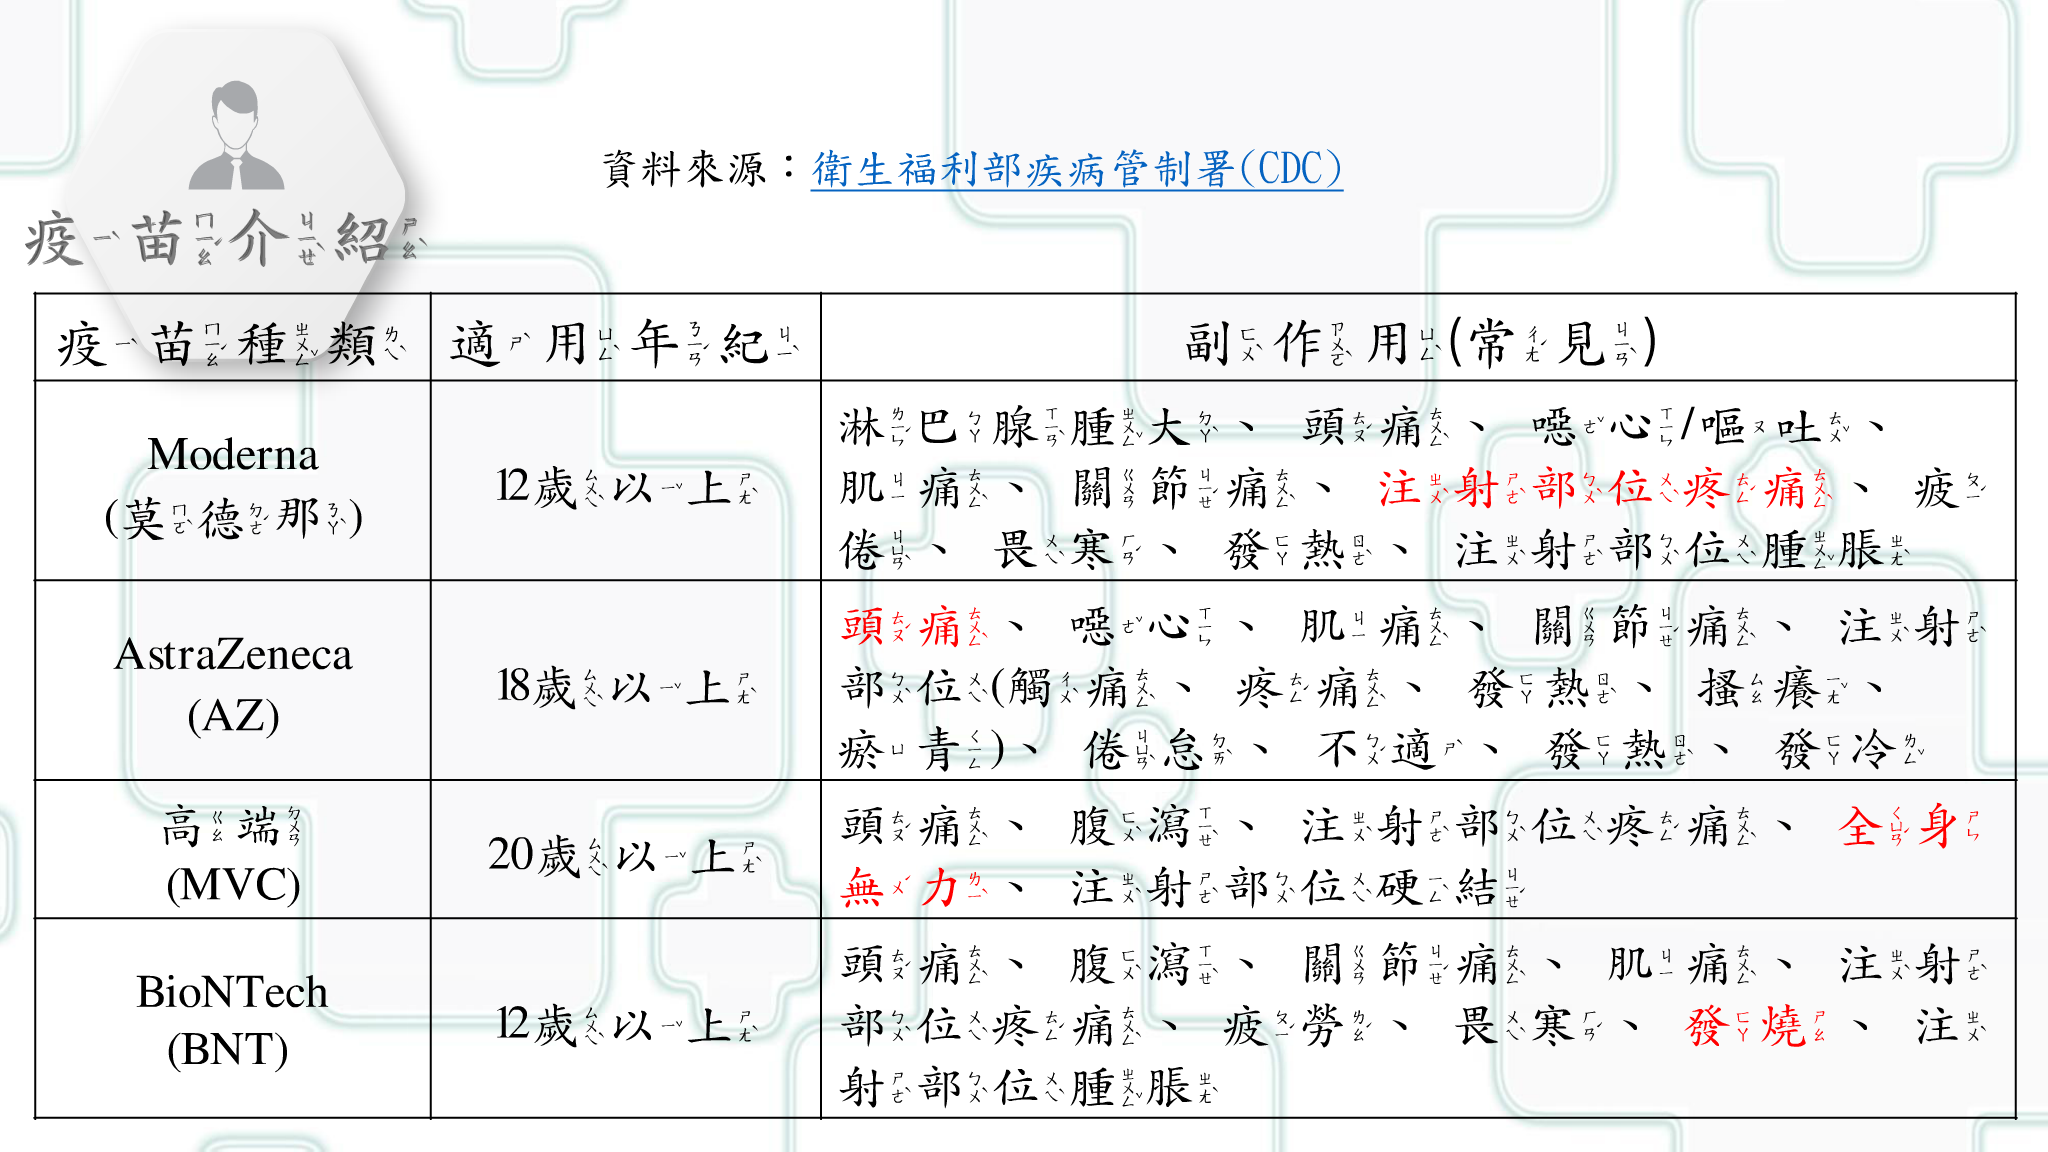 資料來源：衛生福利部疾病管制署(CDC)
疫苗介紹
疫苗種類 適用年紀 副作用(常見)
Moderna
(莫德那)
12歲以上
淋巴腺腫大、頭痛、噁心/嘔吐、
肌痛、關節痛、注射部位疼痛、疲
倦、畏寒、發熱、注射部位腫脹
AstraZeneca
(AZ)
18歲以上
頭痛、噁心、肌痛、關節痛、注射
部位(觸痛、疼痛、發熱、搔癢、
瘀青)、倦怠、不適、發熱、發冷
高端
(MVC)
20歲以上
頭痛、腹瀉、注射部位疼痛、全身
無力、注射部位硬結
BioNTech
(BNT)
12歲以上
頭痛、腹瀉、關節痛、肌痛、注射
部位疼痛、疲勞、畏寒、發燒、注
射部位腫脹